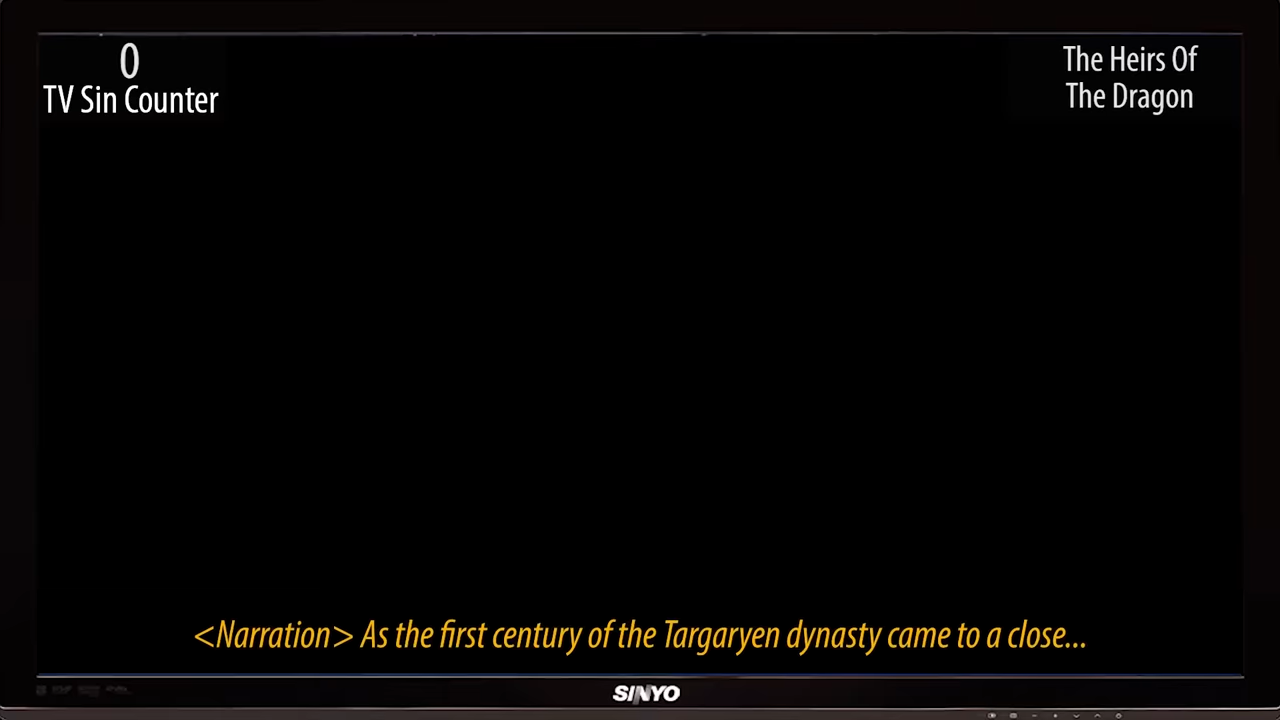 0
TV Sin Counter
The Heirs Of
The Dragon
<Narration> As the first century of the Targaryen dynasty came to a close...
SINYO